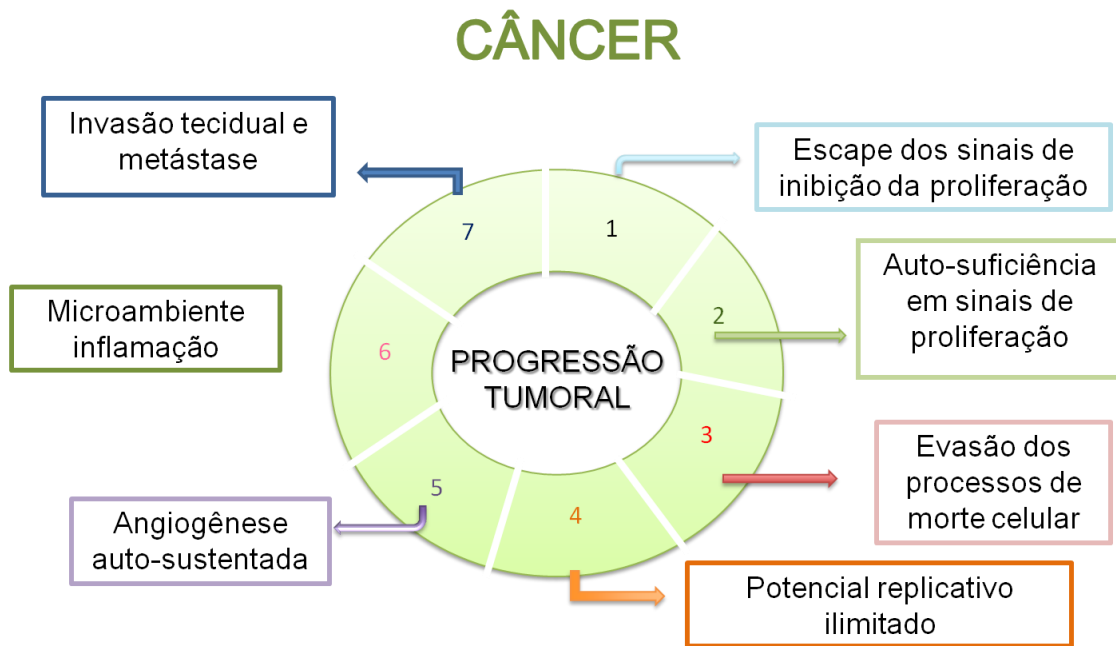 CÂNCER
Invasão tecidual e
metástase
Escape dos sinais de
inibição da proliferação
7
1
Auto-suficiência
em sinais de
proliferação
2
Microambiente
inflamação
6
PROGRESSÃO
TUMORAL
3
Evasão dos
processos de
morte celular
5
4
Angiogênese
auto-sustentada
Potencial replicativo
ilimitado